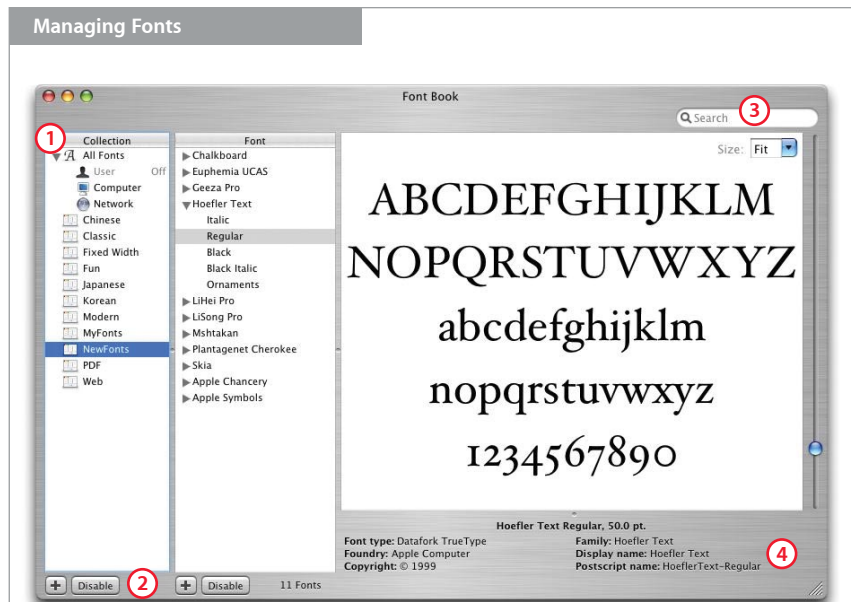 Managing Fonts
Font Book
3
Search
1
Collection
All Fonts
User Off
Computer
Network
Chinese
Classic
Fixed Width
Fun
Japanese
Korean
Modern
MyFonts
NewFonts
PDF
Web
Font
Chalkboard
Euphemia UCAS
Geeza Pro
Hoefler Text
Italic
Regular
Black
Black Italic
Ornaments
LiHei Pro
LiSong Pro
Mshtakan
Plantagenet Cherokee
Skia
Apple Chancery
Apple Symbols
Size: Fit
ABCDEFGHIJKLM
NOPQRSTUVWXYZ
abcdefghijklm
nopqrstuvwxyz
1234567890
Hoefler Text Regular, 50.0 pt.
Font type: Datafork TrueType
Foundry: Apple Computer
Copyright: © 1999
Family: Hoefler Text
Display name: Hoefler Text
Postscript name: HoeflerText-Regular
4
+ Disable 2
+ Disable 11 Fonts